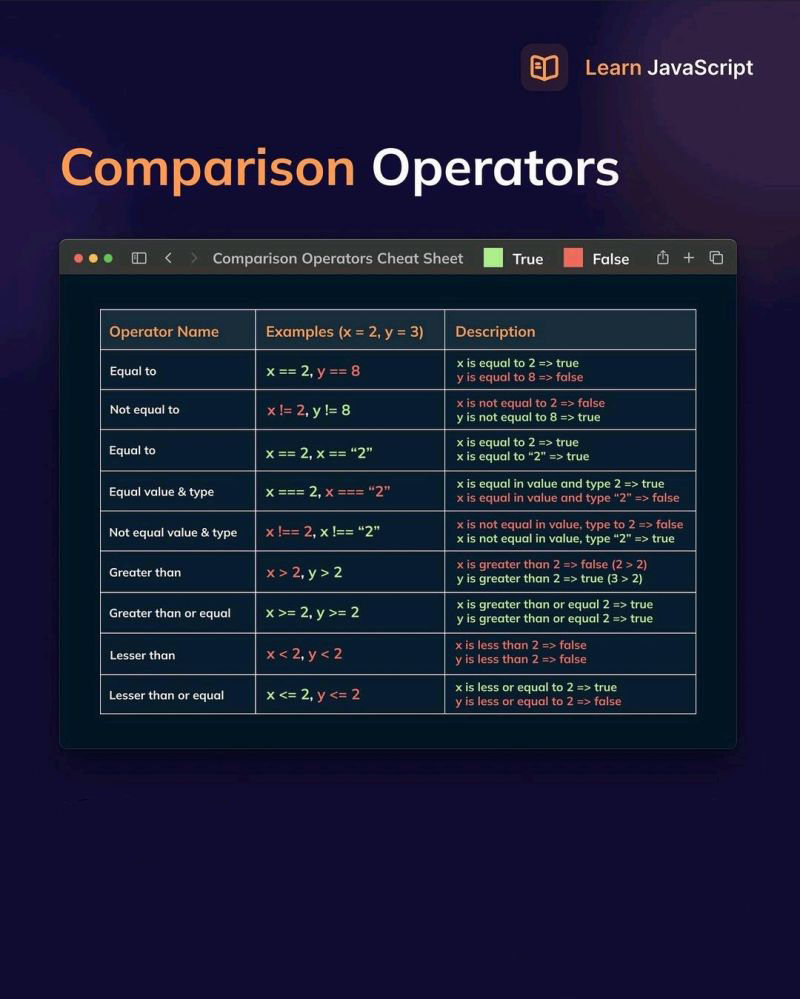 Learn JavaScript
Comparison Operators
Comparison Operators Cheat Sheet True False
Operator Name Examples (x = 2, y = 3) Description
Equal to x == 2, y == 8 x is equal to 2 => true
y is equal to 8 => false
Not equal to x != 2, y != 8 x is not equal to 2 => false
y is not equal to 8 => true
Equal to x == 2, x == “2” x is equal to 2 => true
x is equal to “2” => true
Equal value & type x === 2, x === “2” x is equal in value and type 2 => true
x is equal in value and type “2” => false
Not equal value & type x !== 2, x !== “2” x is not equal in value, type to 2 => false
x is not equal in value, type “2” => true
Greater than x > 2, y > 2 x is greater than 2 => false (2 > 2)
y is greater than 2 => true (3 > 2)
Greater than or equal x >= 2, y >= 2 x is greater than or equal 2 => true
y is greater than or equal 2 => true
Lesser than x < 2, y < 2 x is less than 2 => false
y is less than 2 => false
Lesser than or equal x <= 2, y <= 2 x is less or equal to 2 => true
y is less or equal to 2 => false